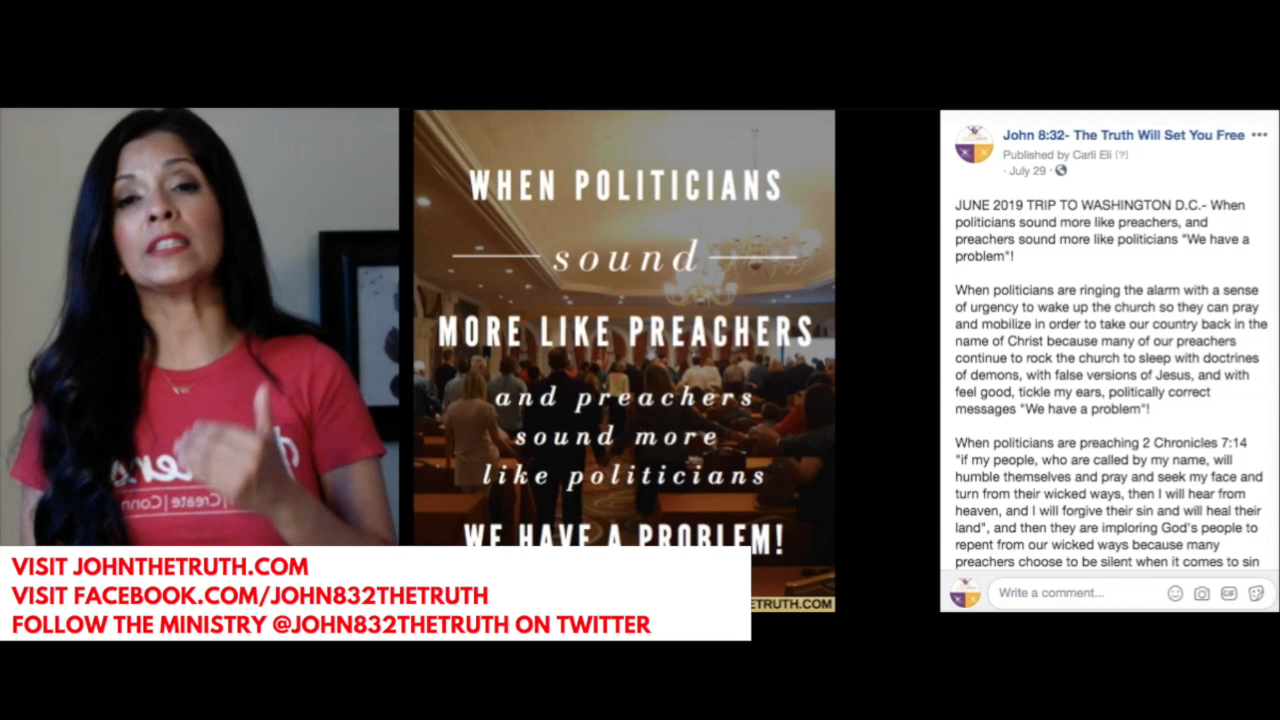 WHEN POLITICIANS
sound
MORE LIKE PREACHERS
and preachers
sound more
like politicians
WE HAVE A PROBLEM!
ETRUTH.COM
| Create | Conn
VISIT JOHNTHETRUTH.COM
VISIT FACEBOOK.COM/JOHN832THETRUTH
FOLLOW THE MINISTRY @JOHN832THETRUTH ON TWITTER
John 8:32- The Truth Will Set You Free
Published by Carli Eli [?]
· July 29 ·
JUNE 2019 TRIP TO WASHINGTON D.C.- When
politicians sound more like preachers, and
preachers sound more like politicians "We have a
problem"!
When politicians are ringing the alarm with a sense
of urgency to wake up the church so they can pray
and mobilize in order to take our country back in the
name of Christ because many of our preachers
continue to rock the church to sleep with doctrines
of demons, with false versions of Jesus, and with
feel good, tickle my ears, politically correct
messages "We have a problem"!
When politicians are preaching 2 Chronicles 7:14
"if my people, who are called by my name, will
humble themselves and pray and seek my face and
turn from their wicked ways, then I will hear from
heaven, and I will forgive their sin and will heal their
land", and then they are imploring God's people to
repent from our wicked ways because many
preachers choose to be silent when it comes to sin
Write a comment...
GIF